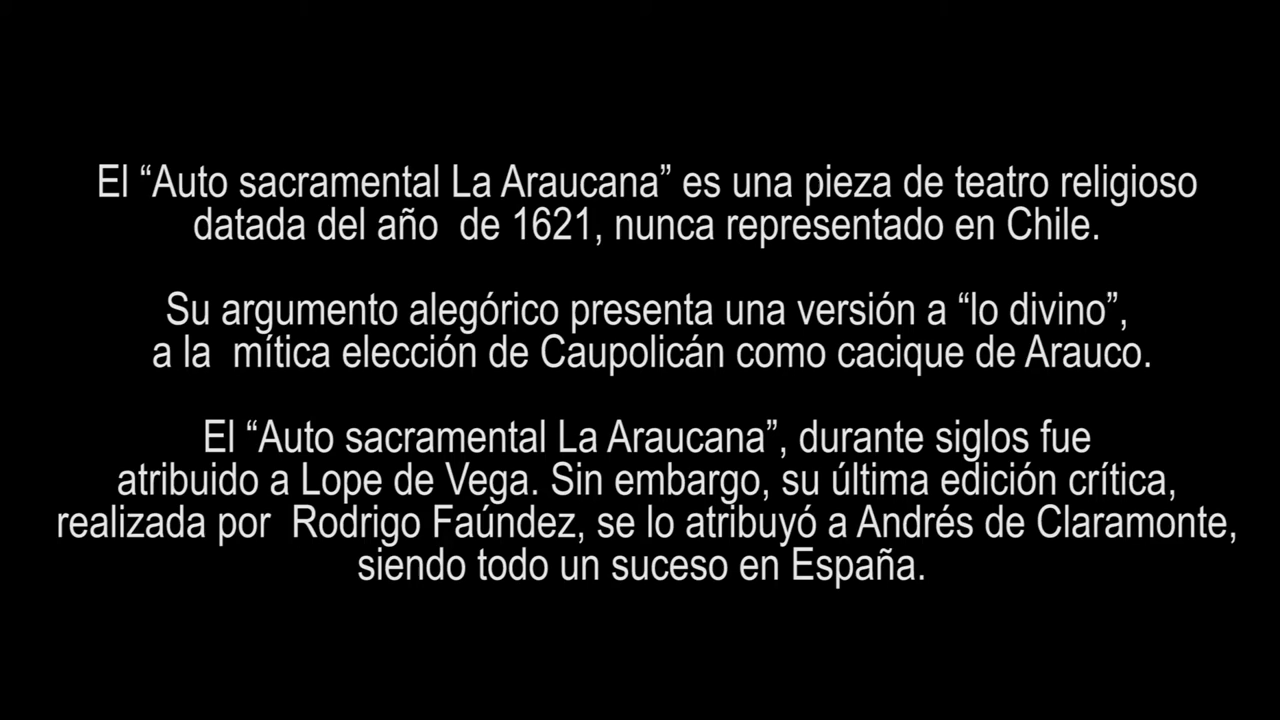 El “Auto sacramental La Araucana” es una pieza de teatro religioso
datada del año  de 1621, nunca representado en Chile.
Su argumento alegórico presenta una versión a “lo divino”,
a la  mítica elección de Caupolicán como cacique de Arauco.
El “Auto sacramental La Araucana”, durante siglos fue
atribuido a Lope de Vega. Sin embargo, su última edición crítica,
realizada por  Rodrigo Faúndez, se lo atribuyó a Andrés de Claramonte,
siendo todo un suceso en España.